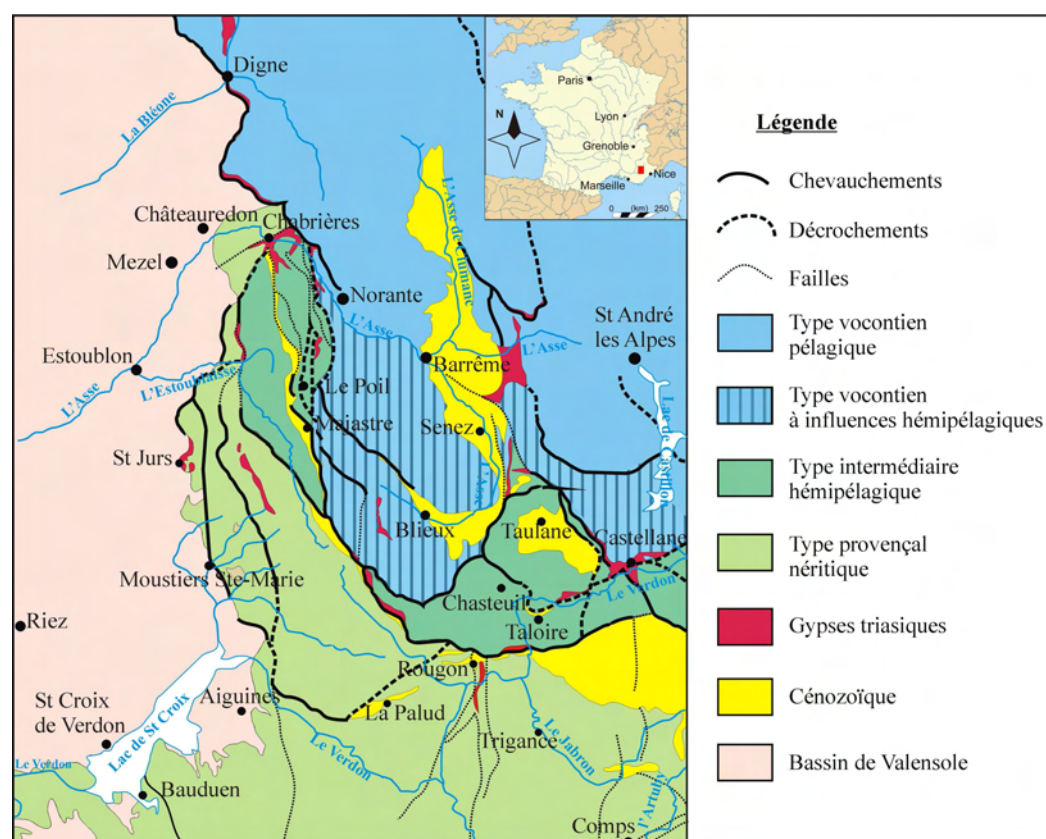 Digne
La Bléone
Châteauredon
Chabrières
Mezel
Norante
L'Asse de Clumanc
L'Asse
St André
les Alpes
Barrême
L'Asse
Estoublon
L'Estoublaisse
L'Asse
Le Poil
Majastre
Senez
Lac de Castillon
St Jurs
L'Asse
Blieux
Taulane
Castellane
Moustiers Ste-Marie
Chasteuil
Le Verdon
Taloire
Riez
Rougon
St Croix
de Verdon
Aiguines
La Palud
Lac de St Croix
Trigance
Le Verdon
Le Jabron
Le Verdon
Bauduen
l'Artuby
Comps
Paris
N
Lyon
Grenoble
Nice
Marseille
0 (km) 250
Légende
Chevauchements
Décrochements
Failles
Type vocontien
pélagique
Type vocontien
à influences hémipélagiques
Type intermédiaire
hémipélagique
Type provençal
néritique
Gypses triasiques
Cénozoïque
Bassin de Valensole